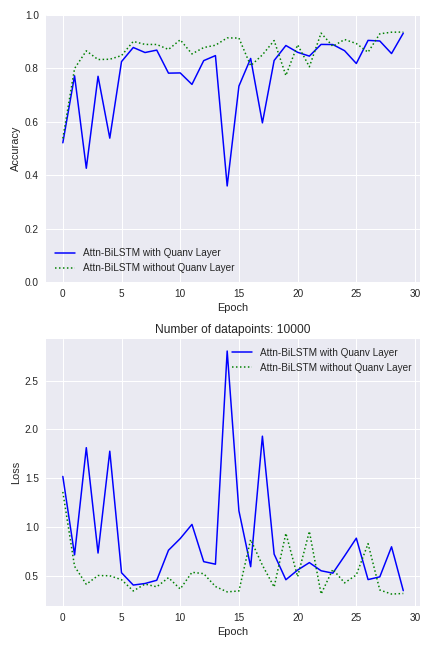 1.0
0.8
0.6
0.4
0.2
0.0
Accuracy
Attn-BiLSTM with Quanv Layer
Attn-BiLSTM without Quanv Layer
0 5 10 15 20 25 30
Epoch
Number of datapoints: 10000
Attn-BiLSTM with Quanv Layer
Attn-BiLSTM without Quanv Layer
2.5
2.0
1.5
1.0
0.5
Loss
0 5 10 15 20 25 30
Epoch